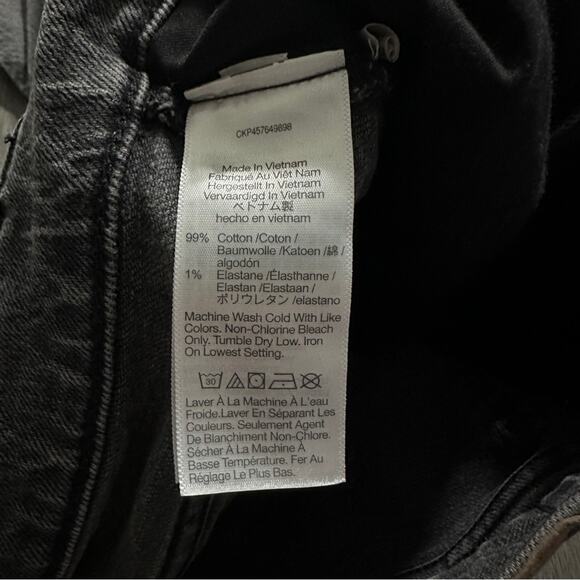 CKP457649898
Made In Vietnam
Fabriqué Au Viêt Nam
Hergestellt In Vietnam
Vervaardigd In Vietnam
ベトナム製
hecho en vietnam
99% Cotton /Coton /
Baumwolle /Katoen /綿 /
algodón
1% Elastane /Élasthanne /
Elastan /Elastaan /
ポリウレタン /elastano
Machine Wash Cold With Like
Colors. Non-Chlorine Bleach
Only. Tumble Dry Low. Iron
On Lowest Setting.
30
Laver À La Machine À L'eau
Froide.Laver En Séparant Les
Couleurs. Seulement Agent
De Blanchiment Non-Chlore.
Sécher À La Machine À
Basse Température. Fer Au
Réglage Le Plus Bas.